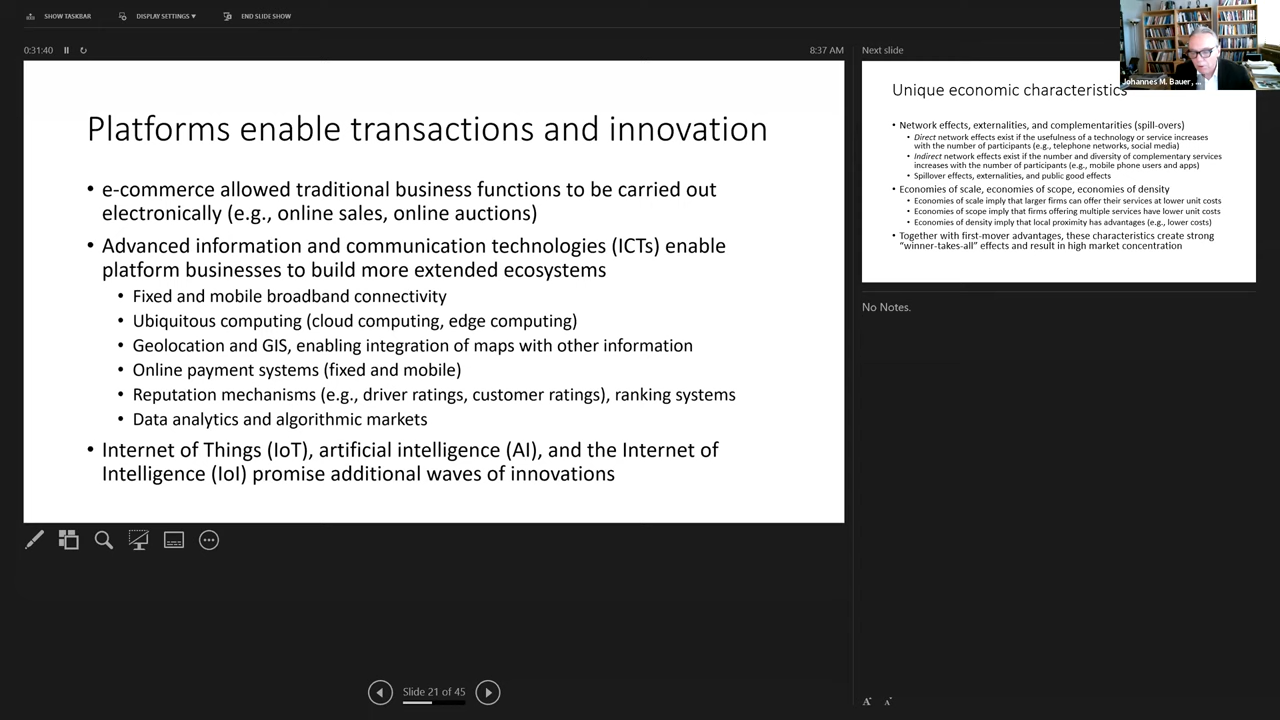 SHOW TASKBAR
DISPLAY SETTINGS ▾
END SLIDE SHOW
0:31:40
8:37 AM
Platforms enable transactions and innovation
• e-commerce allowed traditional business functions to be carried out
electronically (e.g., online sales, online auctions)
• Advanced information and communication technologies (ICTs) enable
platform businesses to build more extended ecosystems
• Fixed and mobile broadband connectivity
• Ubiquitous computing (cloud computing, edge computing)
• Geolocation and GIS, enabling integration of maps with other information
• Online payment systems (fixed and mobile)
• Reputation mechanisms (e.g., driver ratings, customer ratings), ranking systems
• Data analytics and algorithmic markets
• Internet of Things (IoT), artificial intelligence (AI), and the Internet of
Intelligence (IoI) promise additional waves of innovations
Slide 21 of 45
Next slide
Johannes M. Bauer, ...
Unique economic characteristics
• Network effects, externalities, and complementarities (spill-overs)
• Direct network effects exist if the usefulness of a technology or service increases
with the number of participants (e.g., telephone networks, social media)
• Indirect network effects exist if the number and diversity of complementary services
increases with the number of participants (e.g., mobile phone users and apps)
• Spillover effects, externalities, and public good effects
• Economies of scale, economies of scope, economies of density
• Economies of scale imply that larger firms can offer their services at lower unit costs
• Economies of scope imply that firms offering multiple services have lower unit costs
• Economies of density imply that local proximity has advantages (e.g., lower costs)
• Together with first-mover advantages, these characteristics create strong
“winner-takes-all” effects and result in high market concentration
No Notes.
A A